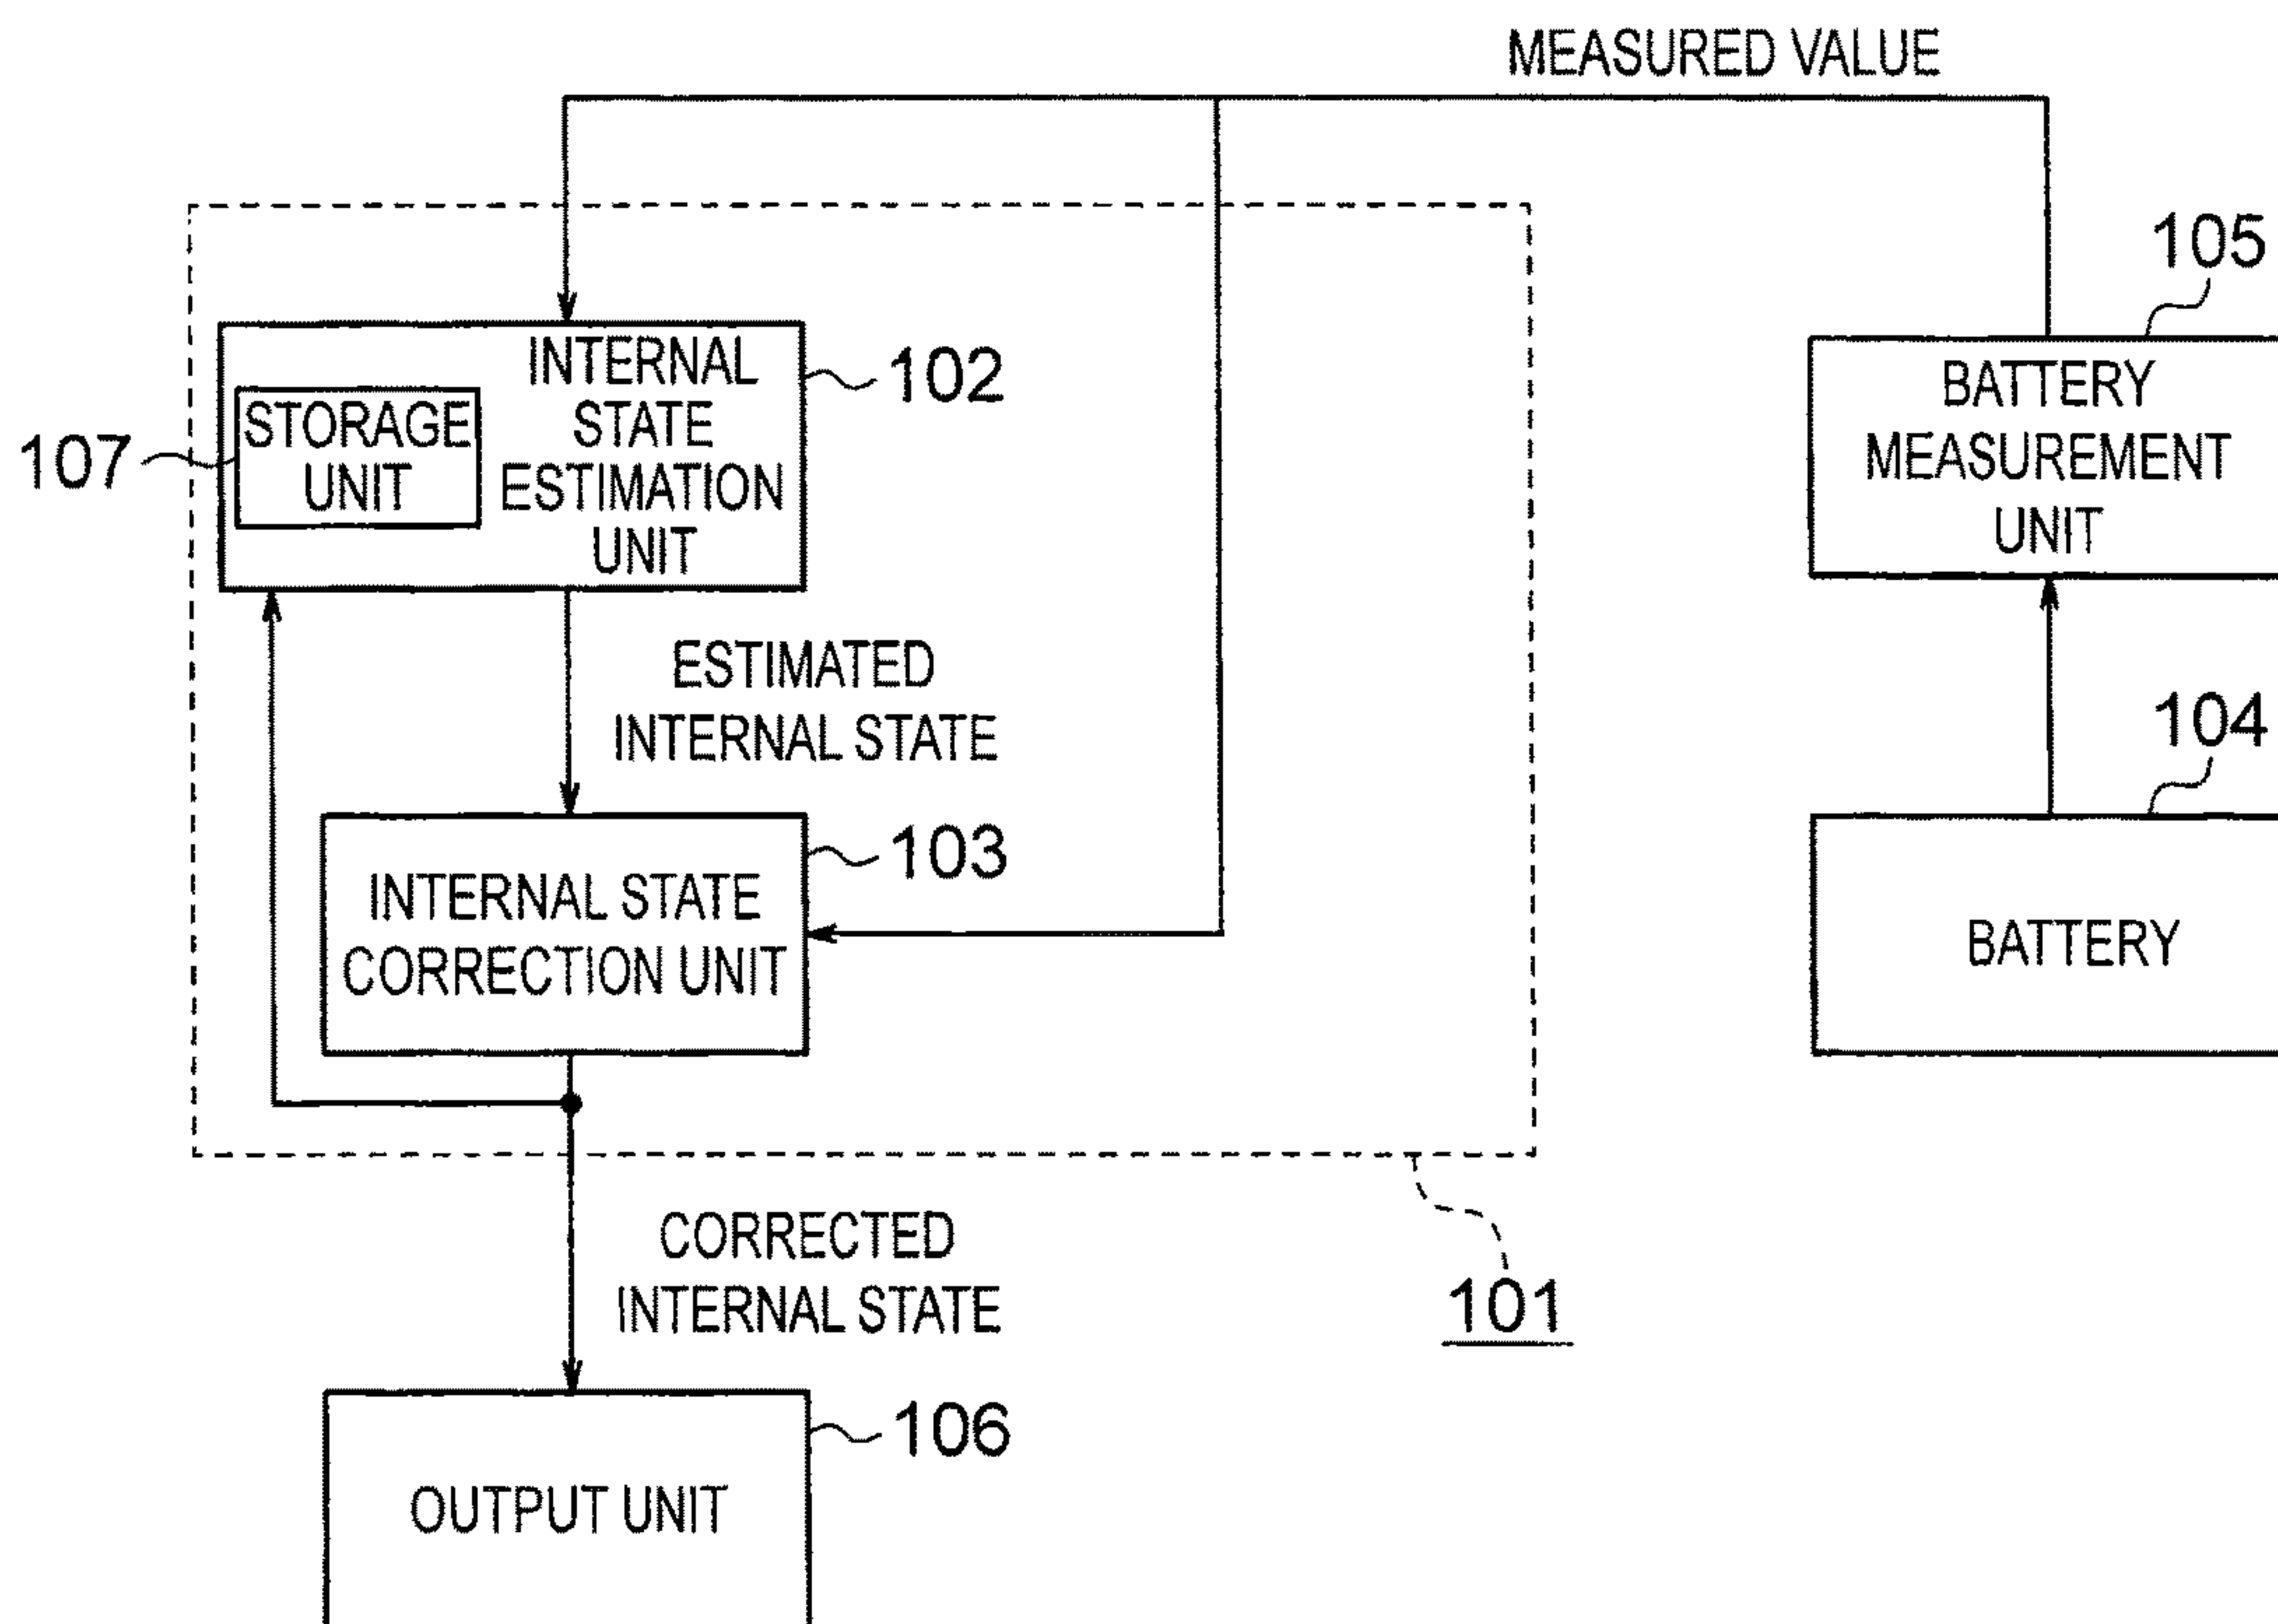 MEASURED VALUE
105
INTERNAL
STATE
ESTIMATION
UNIT
102
STORAGE
UNIT
107
BATTERY
MEASUREMENT
UNIT
ESTIMATED
INTERNAL STATE
104
103
INTERNAL STATE
CORRECTION UNIT
BATTERY
CORRECTED
INTERNAL STATE
101
106
OUTPUT UNIT